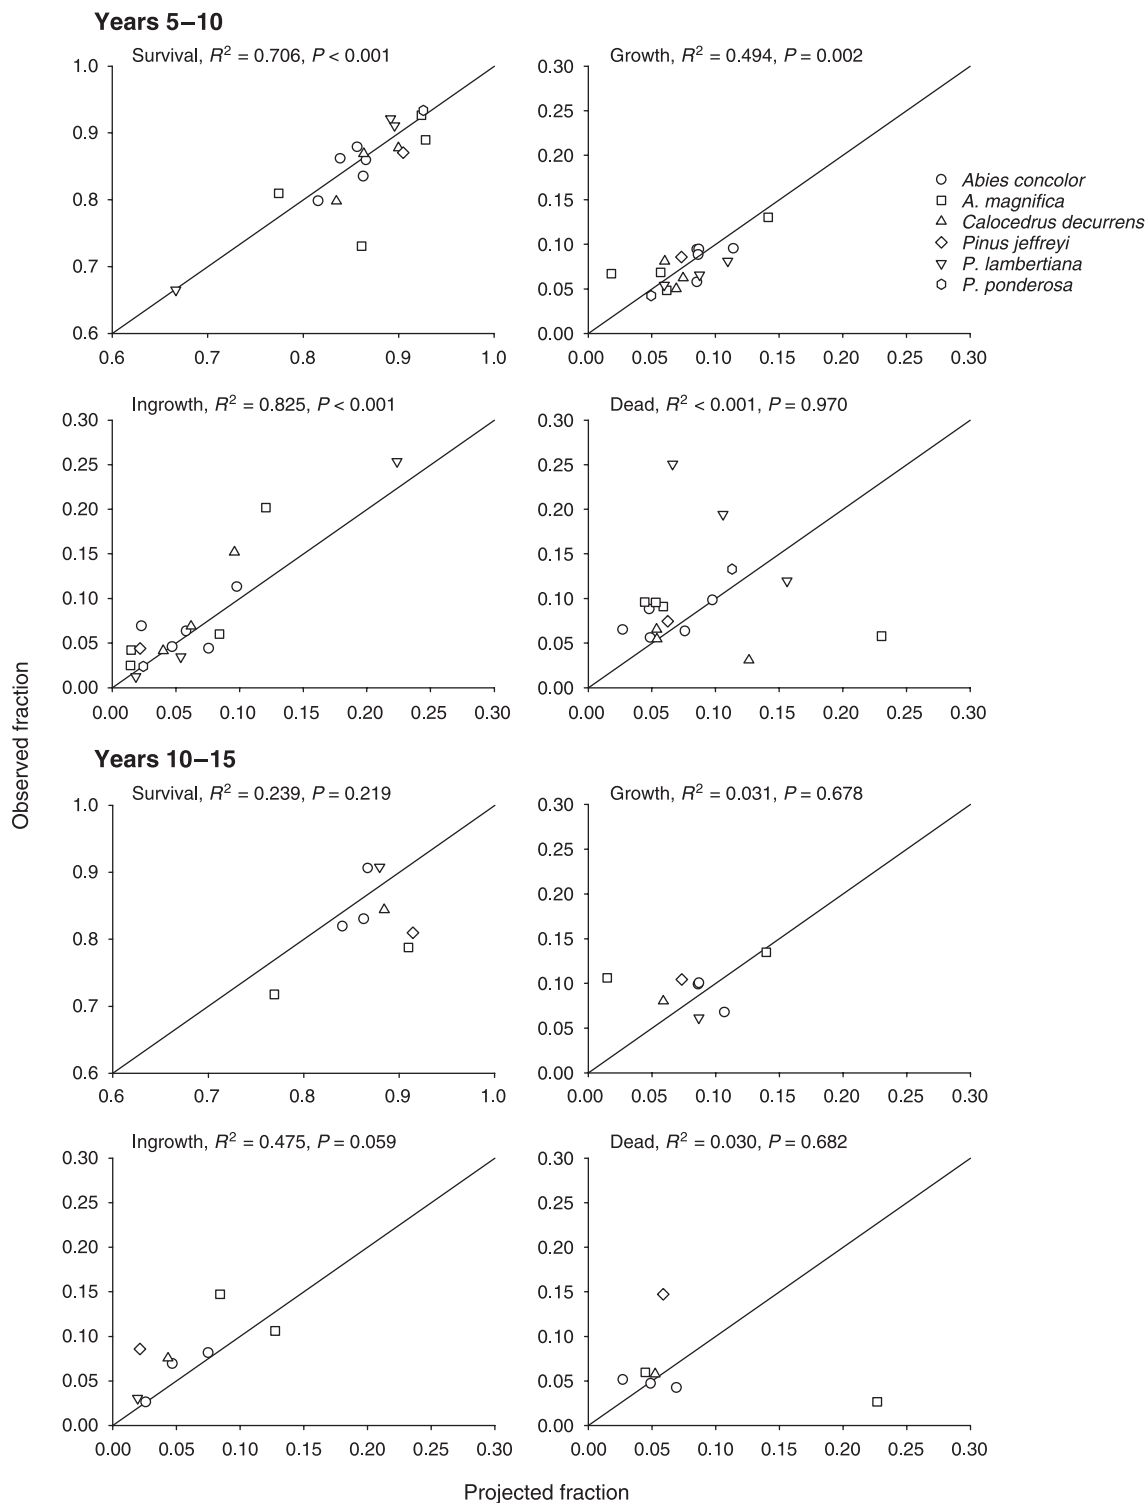 Years 5–10
Survival, R² = 0.706, P < 0.001
1.0
0.9
0.8
0.7
0.6
0.6 0.7 0.8 0.9 1.0
Growth, R² = 0.494, P = 0.002
0.30
0.25
0.20
0.15
0.10
0.05
0.00
0.00 0.05 0.10 0.15 0.20 0.25 0.30
Abies concolor
A. magnifica
Calocedrus decurrens
Pinus jeffreyi
P. lambertiana
P. ponderosa
Ingrowth, R² = 0.825, P < 0.001
0.30
0.25
0.20
0.15
0.10
0.05
0.00
0.00 0.05 0.10 0.15 0.20 0.25 0.30
Dead, R² < 0.001, P = 0.970
0.30
0.25
0.20
0.15
0.10
0.05
0.00
0.00 0.05 0.10 0.15 0.20 0.25 0.30
Observed fraction
Years 10–15
Survival, R² = 0.239, P = 0.219
1.0
0.9
0.8
0.7
0.6
0.6 0.7 0.8 0.9 1.0
Growth, R² = 0.031, P = 0.678
0.30
0.25
0.20
0.15
0.10
0.05
0.00
0.00 0.05 0.10 0.15 0.20 0.25 0.30
Ingrowth, R² = 0.475, P = 0.059
0.30
0.25
0.20
0.15
0.10
0.05
0.00
0.00 0.05 0.10 0.15 0.20 0.25 0.30
Dead, R² = 0.030, P = 0.682
0.30
0.25
0.20
0.15
0.10
0.05
0.00
0.00 0.05 0.10 0.15 0.20 0.25 0.30
Projected fraction